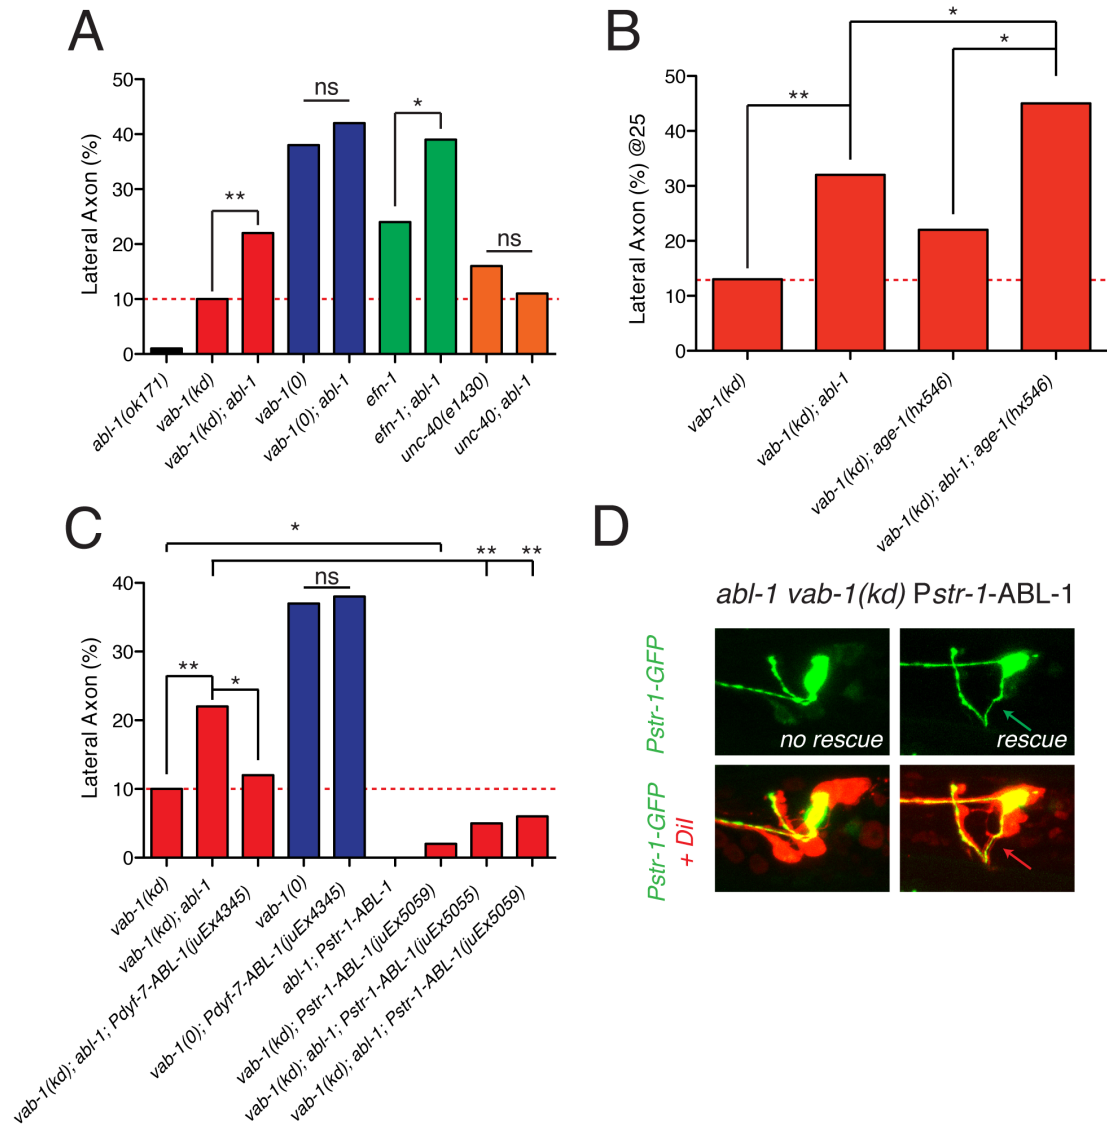 A
Lateral Axon (%)
50
40
30
20
10
0
**
ns
*
ns
abl-1(ok171)
vab-1(kd)
vab-1(kd); abl-1
vab-1(0)
vab-1(0); abl-1
efn-1
efn-1; abl-1
unc-40(e1430)
unc-40; abl-1
B
Lateral Axon (%) @25
50
40
30
20
10
0
**
*
*
vab-1(kd)
vab-1(kd); abl-1
vab-1(kd); age-1(hx546)
vab-1(kd); abl-1; age-1(hx546)
C
Lateral Axon (%)
40
30
20
10
0
**
*
ns
*
**
**
vab-1(kd)
vab-1(kd); abl-1
vab-1(kd); abl-1; Pdyf-7-ABL-1(juEx4345)
vab-1(0)
vab-1(0); Pdyf-7-ABL-1(juEx4345)
abl-1; Pstr-1-ABL-1
vab-1(kd); Pstr-1-ABL-1(juEx5059)
vab-1(kd); abl-1; Pstr-1-ABL-1(juEx5055)
vab-1(kd); abl-1; Pstr-1-ABL-1(juEx5059)
D
abl-1 vab-1(kd) Pstr-1-ABL-1
Pstr-1-GFP
no rescue
rescue
Pstr-1-GFP
+ DiI